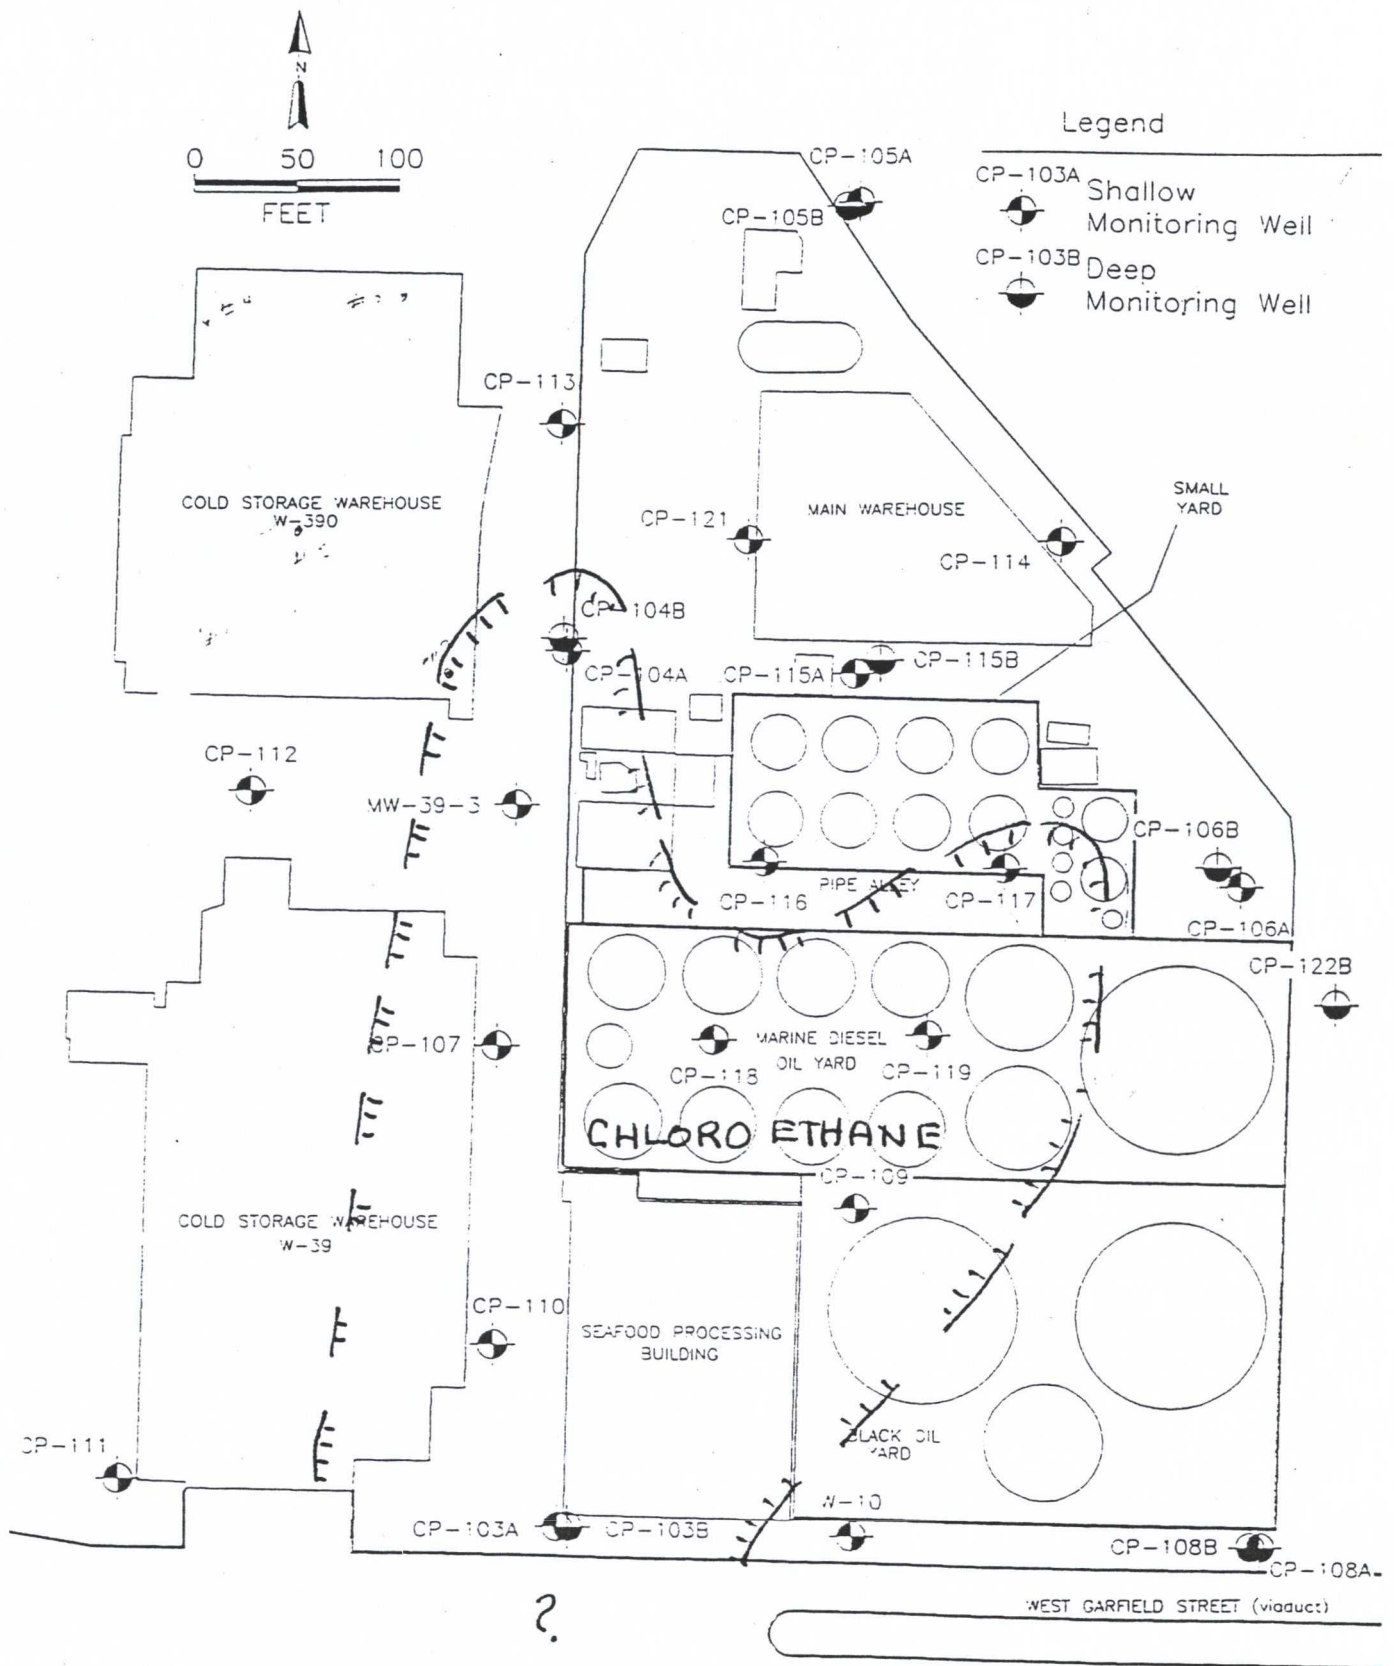 N
0 50 100
FEET
Legend
CP-103A Shallow
Monitoring Well
CP-103B Deep
Monitoring Well
CP-105A
CP-105B
CP-113
COLD STORAGE WAREHOUSE
W-390
CP-121
MAIN WAREHOUSE
CP-114
SMALL
YARD
CP-104B
CP-104A
CP-115A
CP-115B
CP-112
MW-39-3
CP-106B
PIPE ALLEY
CP-116
CP-117
CP-106A
CP-122B
CP-107
MARINE DIESEL
OIL YARD
CP-118
CP-119
CHLORO ETHANE
CP-109
COLD STORAGE WAREHOUSE
W-39
CP-110
SEAFOOD PROCESSING
BUILDING
CP-111
BLACK OIL
YARD
W-10
CP-103A
CP-103B
CP-108B
CP-108A
?
WEST GARFIELD STREET (viaduct)